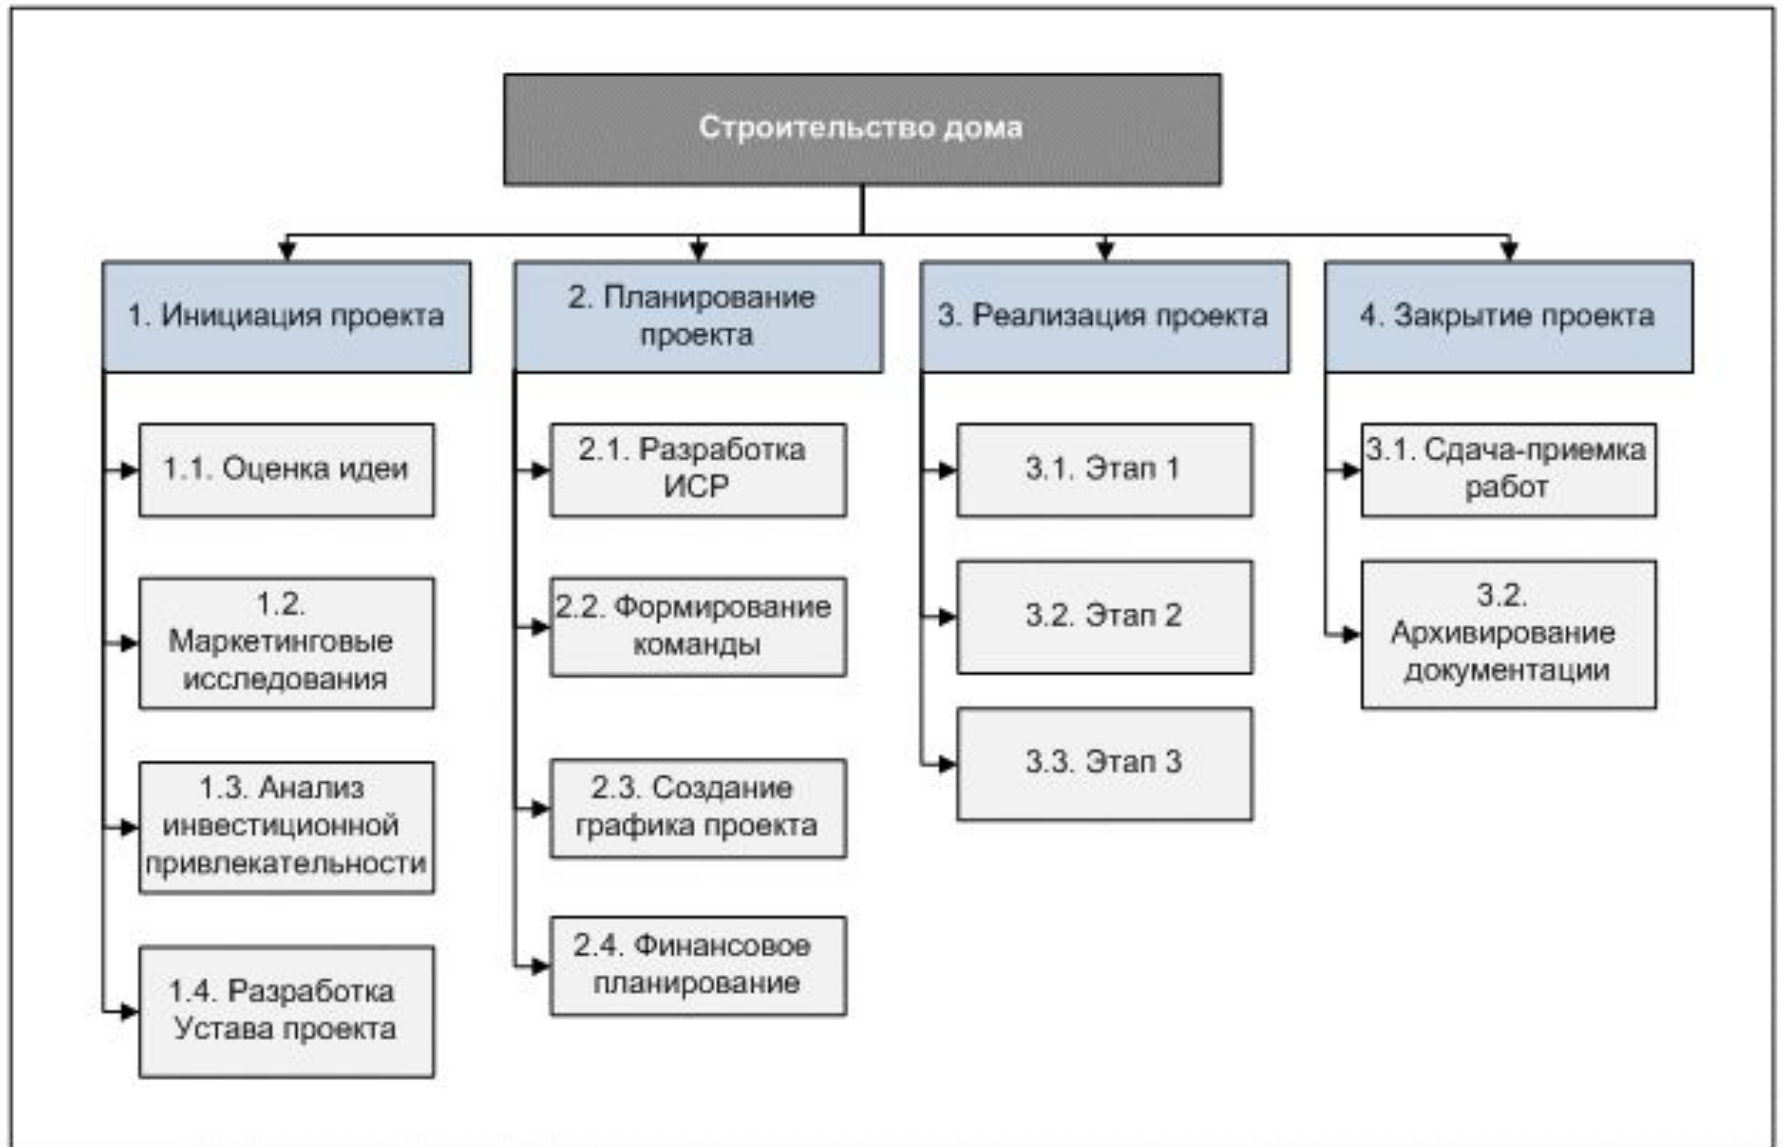 Строительство дома
1. Инициация проекта
1.1. Оценка идеи
1.2.
Маркетинговые
исследования
1.3. Анализ
инвестиционной
привлекательности
1.4. Разработка
Устава проекта
2. Планирование
проекта
2.1. Разработка
ИСР
2.2. Формирование
команды
2.3. Создание
графика проекта
2.4. Финансовое
планирование
3. Реализация проекта
3.1. Этап 1
3.2. Этап 2
3.3. Этап 3
4. Закрытие проекта
3.1. Сдача-приемка
работ
3.2.
Архивирование
документации